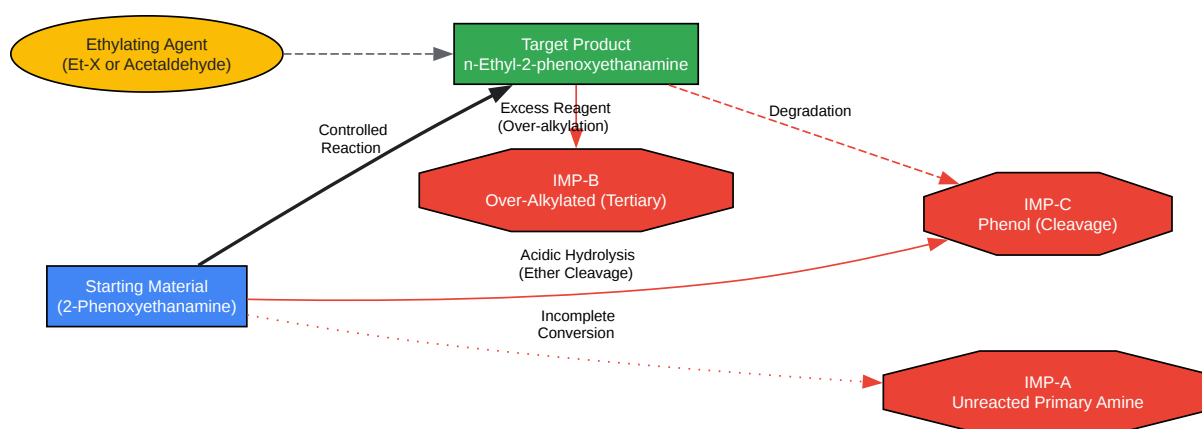 Ethylating Agent
(Et-X or Acetaldehyde)
Target Product
n-Ethyl-2-phenoxyethanamine
Excess Reagent
(Over-alkylation)
Degradation
Controlled
Reaction
IMP-B
Over-Alkylated (Tertiary)
IMP-C
Phenol (Cleavage)
Acidic Hydrolysis
(Ether Cleavage)
Starting Material
(2-Phenoxyethanamine)
Incomplete
Conversion
IMP-A
Unreacted Primary Amine